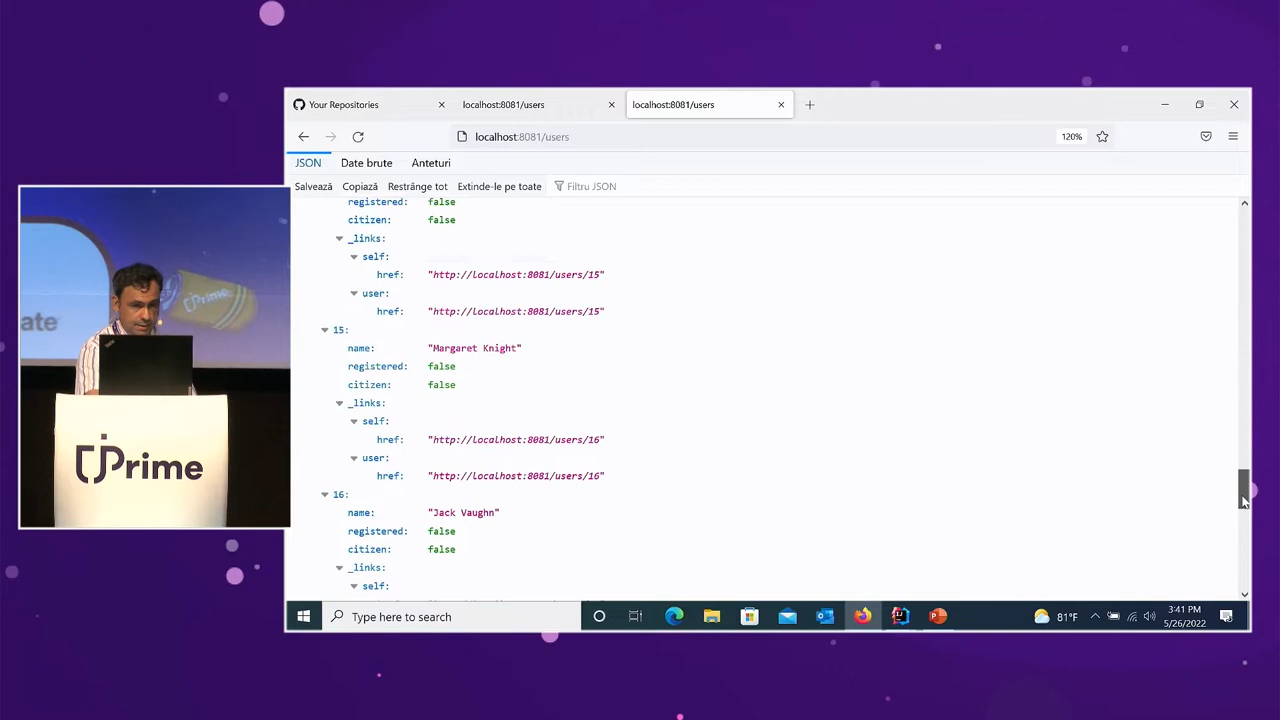 Your Repositories
localhost:8081/users
localhost:8081/users
localhost:8081/users
120%
JSON
Date brute
Anteturi
Salvează
Copiază
Restrânge tot
Extinde-le pe toate
Filtru JSON
registered: false
citizen: false
_links:
self:
href: "http://localhost:8081/users/15"
user:
href: "http://localhost:8081/users/15"
15:
name: "Margaret Knight"
registered: false
citizen: false
_links:
self:
href: "http://localhost:8081/users/16"
user:
href: "http://localhost:8081/users/16"
16:
name: "Jack Vaughn"
registered: false
citizen: false
_links:
self:
Type here to search
81°F
3:41 PM
5/26/2022
ate
jPrime
jPrime